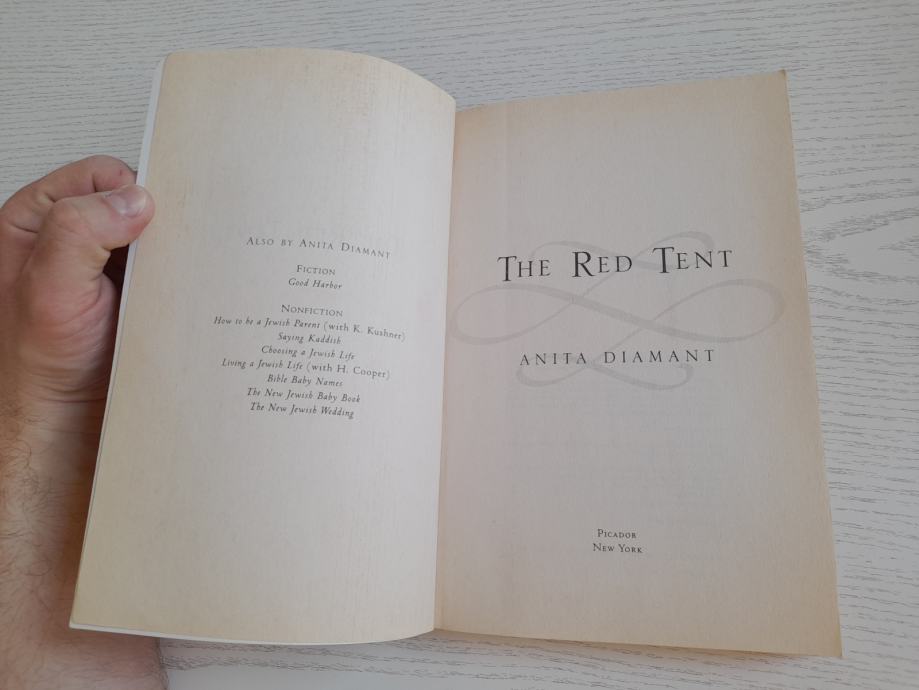 Also by Anita Diamant
Fiction
Good Harbor
Nonfiction
How to be a Jewish Parent (with K. Kushner)
Saying Kaddish
Choosing a Jewish Life
Living a Jewish Life (with H. Cooper)
Bible Baby Names
The New Jewish Baby Book
The New Jewish Wedding
The Red Tent
ANITA DIAMANT
Picador
New York